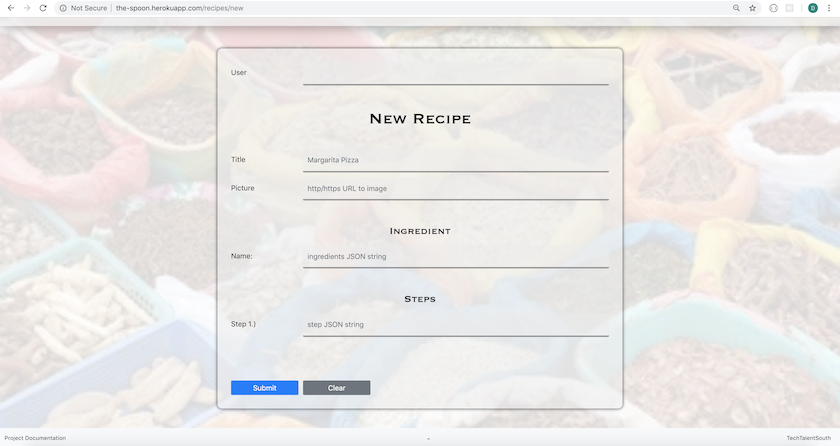 Not Secure | the-spoon.herokuapp.com/recipes/new
D
User
New Recipe
Title Margarita Pizza
Picture http/https URL to image
Ingredient
Name: ingredients JSON string
Steps
Step 1.) step JSON string
Submit Clear
Project Documentation - TechTalentSouth